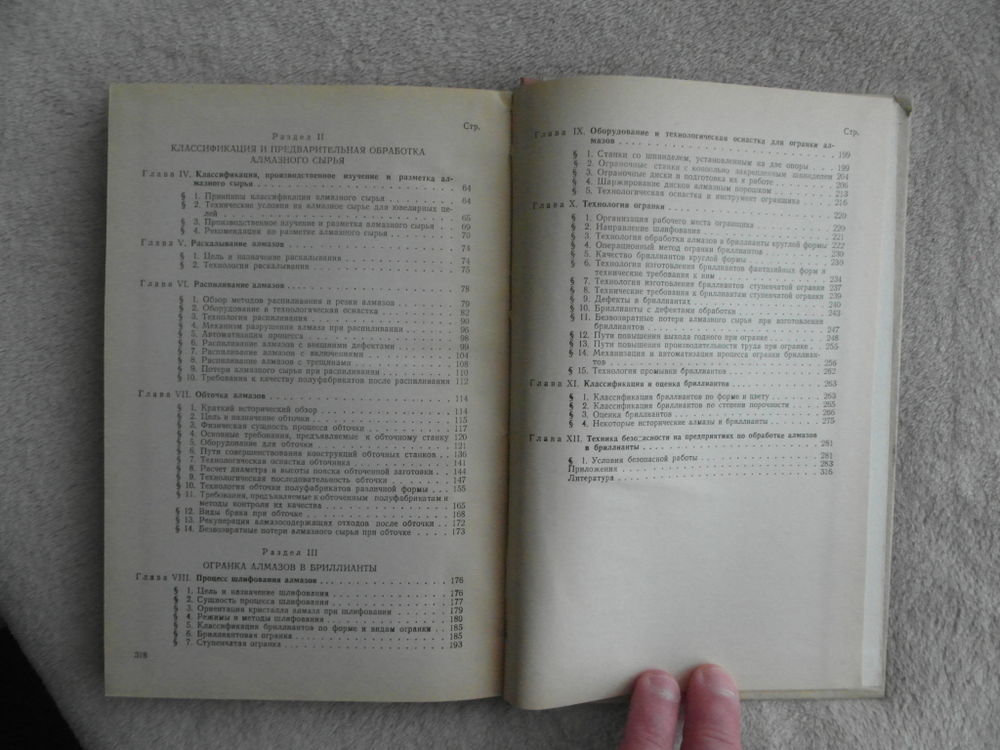 Стр.
Раздел II
КЛАССИФИКАЦИЯ И ПРЕДВАРИТЕЛЬНАЯ ОБРАБОТКА
АЛМАЗНОГО СЫРЬЯ
Глава IV. Классификация, производственное изучение и разметка ал-
мазного сырья . . . 64
§ 1. Принципы классификации алмазного сырья . . . 64
§ 2. Технические условия на алмазное сырье для ювелирных це-
лей . . . 65
§ 3. Производственное изучение и разметка алмазного сырья . . 69
§ 4. Рекомендации по разметке алмазного сырья . . . 70
Глава V. Раскалывание алмазов . . . 74
§ 1. Цель и назначение раскалывания . . . 74
§ 2. Технология раскалывания . . . 75
Глава VI. Распиливание алмазов . . . 78
§ 1. Обзор методов распиливания и резки алмазов . . . 79
§ 2. Оборудование и технологическая оснастка . . . 82
§ 3. Технология распиливания . . . 90
§ 4. Механизм разрушения алмаза при распиливании . . . 96
§ 5. Автоматизация процесса . . . 98
§ 6. Распиливание алмазов с внешними дефектами . . . 99
§ 7. Распиливание алмазов с включениями . . . 104
§ 8. Распиливание алмазов с трещинами . . . 108
§ 9. Потери алмазного сырья при распиливании . . . 110
§ 10. Требования к качеству полуфабрикатов после распиливания 112
Глава VII. Обточка алмазов . . . 114
§ 1. Краткий исторический обзор . . . 114
§ 2. Цель и назначение обточки . . . 115
§ 3. Физическая сущность процесса обточки . . . 117
§ 4. Основные требования, предъявляемые к обточному станку 120
§ 5. Оборудование для обточки . . . 121
§ 6. Пути совершенствования конструкций обточных станков . . 136
§ 7. Технологическая оснастка обточника . . . 141
§ 8. Расчет диаметра и высоты пояска обточенной заготовки . . 144
§ 9. Технологическая последовательность обточки . . . 147
§ 10. Технология обточки полуфабрикатов различной формы . . . 155
§ 11. Требования, предъявляемые к обточенным полуфабрикатам и
методы контроля их качества . . . 165
§ 12. Виды брака при обточке . . . 168
§ 13. Рекуперация алмазосодержащих отходов после обточки . . 172
§ 14. Безвозвратные потери алмазного сырья при обточке . . . 173
Раздел III
ОГРАНКА АЛМАЗОВ В БРИЛЛИАНТЫ
Глава VIII. Процесс шлифования алмазов . . . 176
§ 1. Цель и назначение шлифования . . . 176
§ 2. Сущность процесса шлифования . . . 177
§ 3. Ориентация кристалла алмаза при шлифовании . . . 179
§ 4. Режимы и методы шлифования . . . 180
§ 5. Классификация бриллиантов по форме и видам огранки . . 185
§ 6. Бриллиантовая огранка . . . 185
§ 7. Ступенчатая огранка . . . 193
318
Стр.
Глава IX. Оборудование и технологическая оснастка для огранки ал-
мазов . . . 199
§ 1. Станки со шпинделем, установленным на две опоры . . . 199
§ 2. Ограночные станки с консольно закрепленным шпинделем 204
§ 3. Ограночные диски и подготовка их к работе . . . 206
§ 4. Шаржирование дисков алмазным порошком . . . 213
§ 5. Технологическая оснастка и инструмент огранщика . . . 216
Глава X. Технология огранки . . . 220
§ 1. Организация рабочего места огранщика . . . 220
§ 2. Направление шлифования . . . 221
§ 3. Технология обработки алмазов в бриллианты круглой формы 222
§ 4. Операционный метод огранки бриллиантов . . . 230
§ 5. Качество бриллиантов круглой формы . . . 230
§ 6. Технология изготовления бриллиантов фантазийных форм и
технические требования к ним . . . 234
§ 7. Технология изготовления бриллиантов ступенчатой огранки 237
§ 8. Технические требования к бриллиантам ступенчатой огранки 239
§ 9. Дефекты в бриллиантах . . . 240
§ 10. Бриллианты с дефектами обработки . . . 243
§ 11. Безвозвратные потери алмазного сырья при изготовлении
бриллиантов . . . 247
§ 12. Пути повышения выхода годного при огранке . . . 248
§ 13. Пути повышения производительности труда при огранке . . 255
§ 14. Механизация и автоматизация процесса огранки бриллиан-
тов . . . 256
§ 15. Технология промывки бриллиантов . . . 262
Глава XI. Классификация и оценка бриллиантов . . . 263
§ 1. Классификация бриллиантов по форме и цвету . . . 263
§ 2. Классификация бриллиантов по степени порочности . . . 265
§ 3. Оценка бриллиантов . . . 266
§ 4. Некоторые исторические алмазы и бриллианты . . . 275
Глава XII. Техника безопасности на предприятиях по обработке алмазов
в бриллианты . . . 281
§ 1. Условия безопасной работы . . . 281
Приложения . . . 283
Литература . . . 316